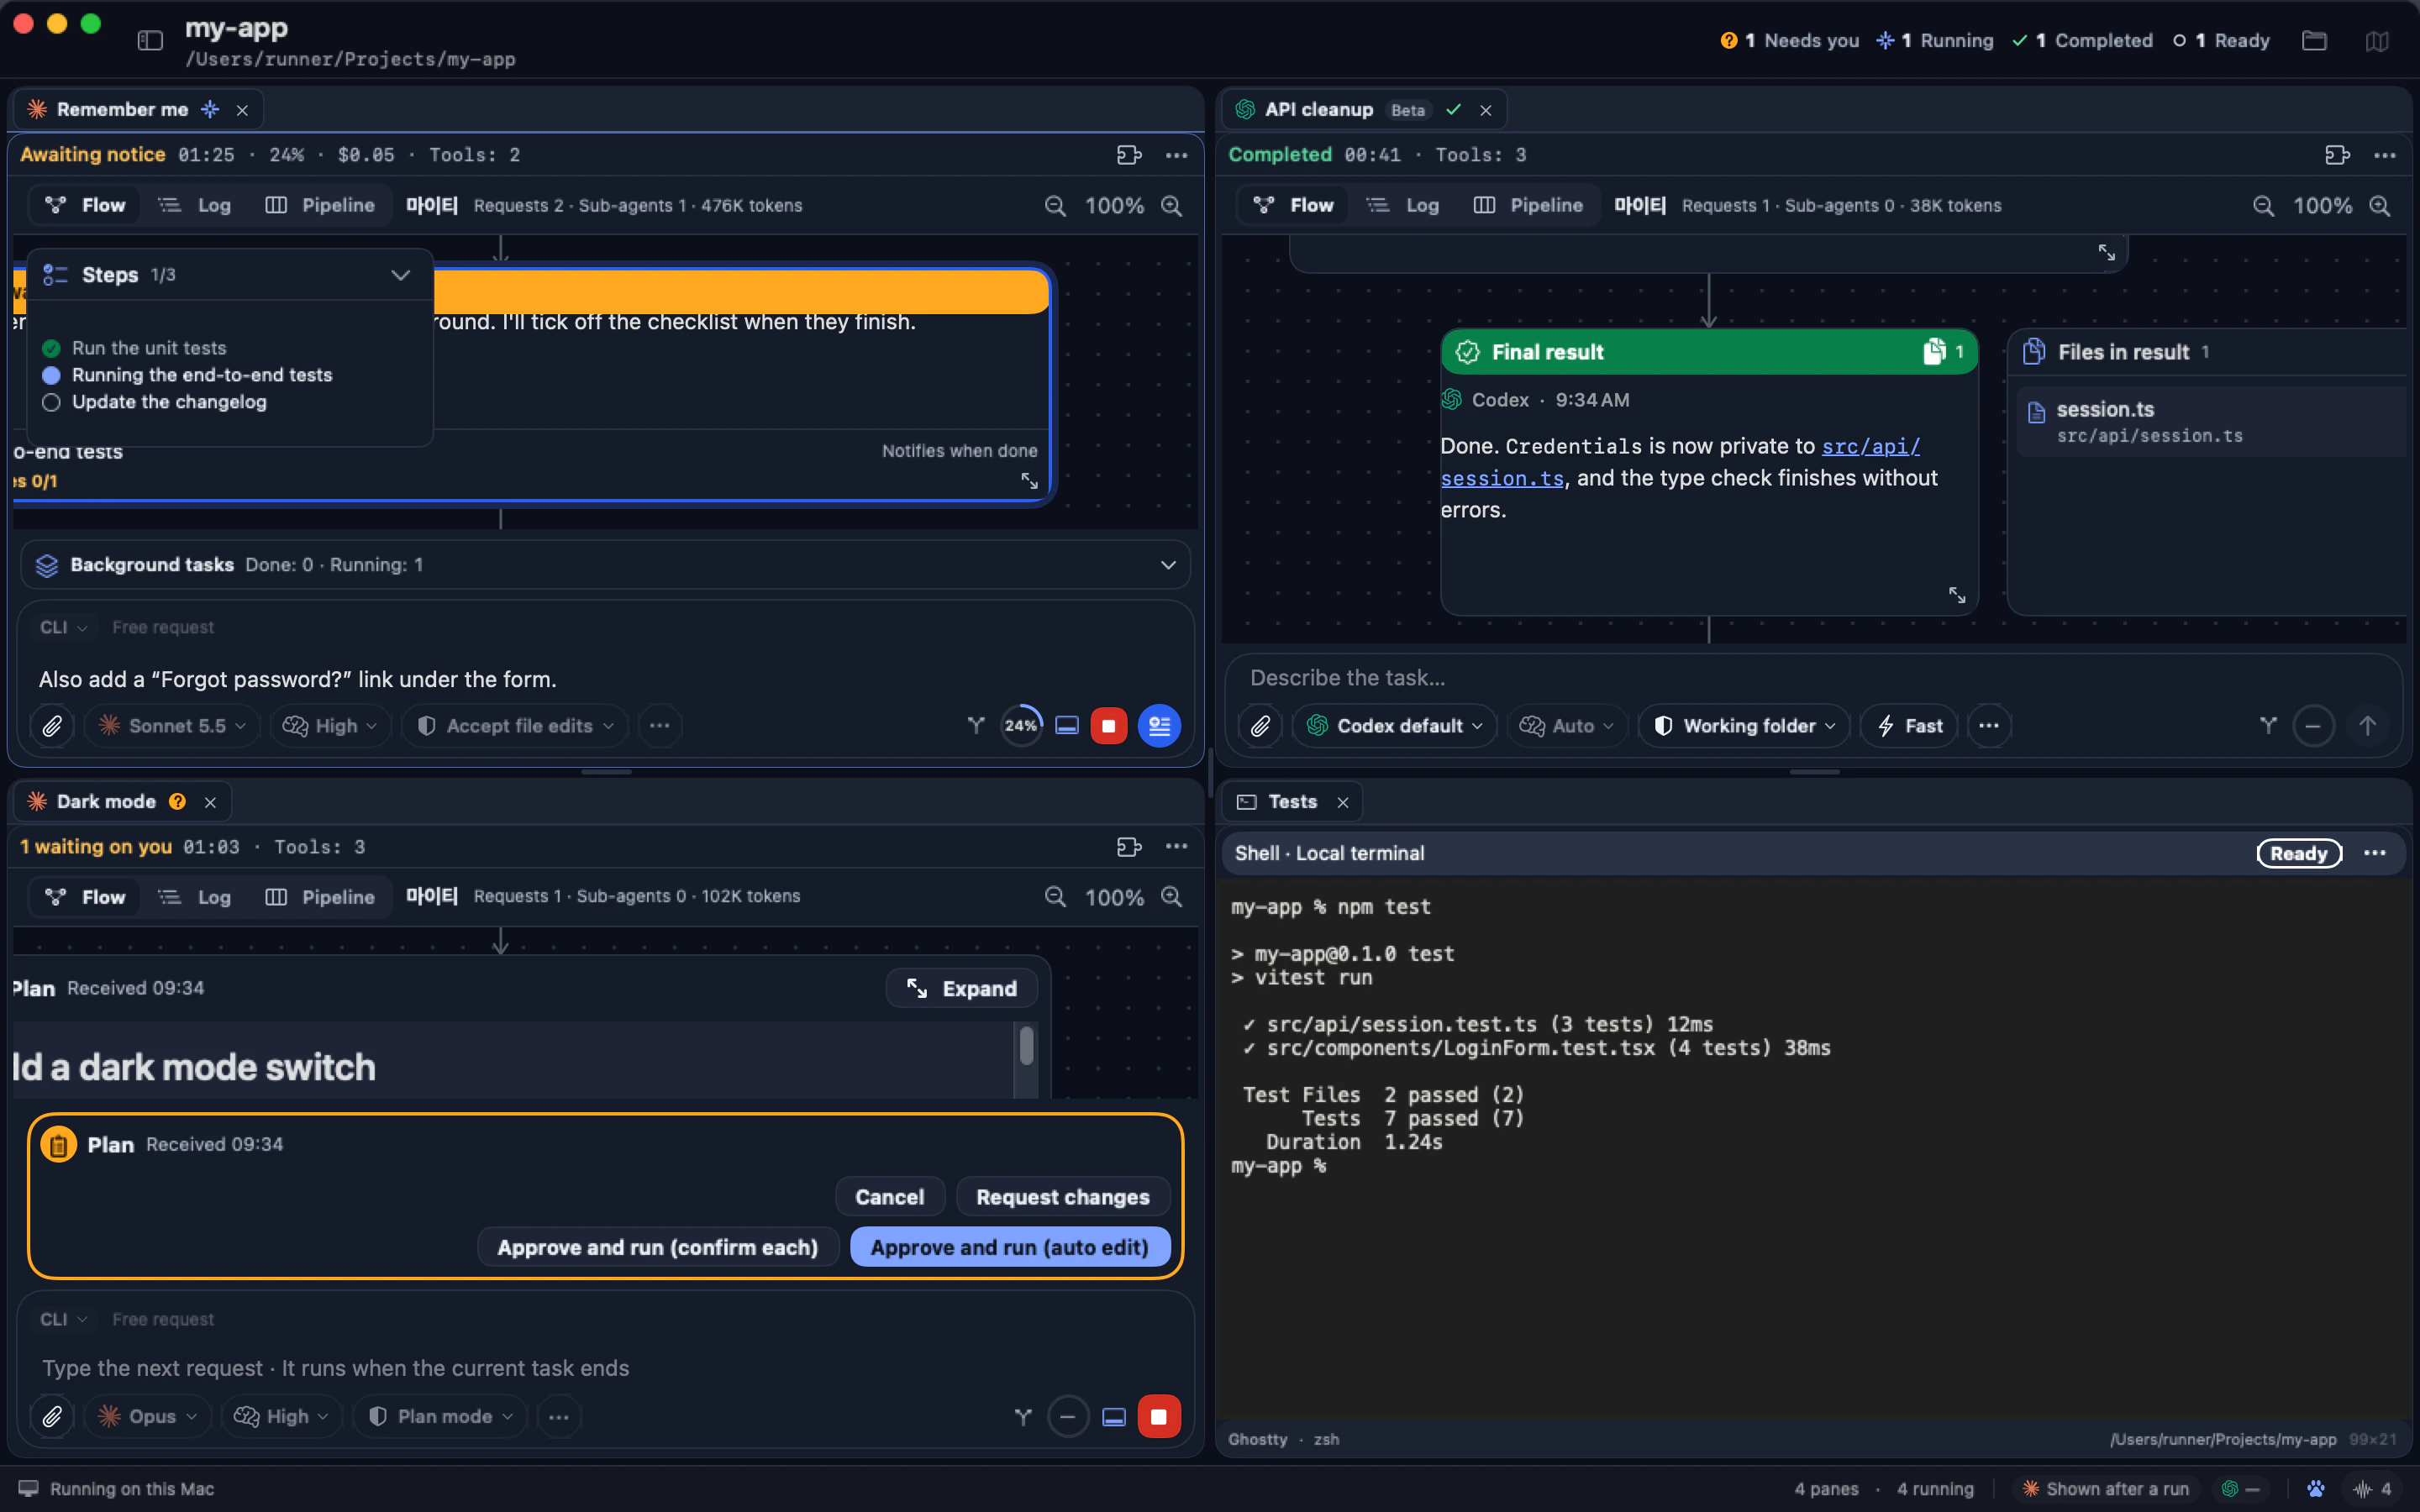 my-app
/Users/runner/Projects/my-app
1 Needs you 1 Running 1 Completed 1 Ready
Remember me
Awaiting notice 01:25 · 24% · $0.05 · Tools: 2
Flow Log Pipeline 마이티 Requests 2 · Sub-agents 1 · 476K tokens 100%
Steps 1/3
round. I'll tick off the checklist when they finish.
Run the unit tests
Running the end-to-end tests
Update the changelog
o-end tests Notifies when done
es 0/1
Background tasks Done: 0 · Running: 1
CLI Free request
Also add a “Forgot password?” link under the form.
Sonnet 5.5 High Accept file edits 24%
API cleanup Beta
Completed 00:41 · Tools: 3
Flow Log Pipeline 마이티 Requests 1 · Sub-agents 0 · 38K tokens 100%
Final result 1
Codex · 9:34 AM
Done. Credentials is now private to src/api/
session.ts, and the type check finishes without
errors.
Files in result 1
session.ts
src/api/session.ts
Describe the task...
Codex default Auto Working folder Fast
Dark mode
1 waiting on you 01:03 · Tools: 3
Flow Log Pipeline 마이티 Requests 1 · Sub-agents 0 · 102K tokens 100%
Plan Received 09:34 Expand
ld a dark mode switch
Plan Received 09:34
Cancel Request changes
Approve and run (confirm each) Approve and run (auto edit)
CLI Free request
Type the next request · It runs when the current task ends
Opus High Plan mode
Tests
Shell · Local terminal Ready
my-app % npm test
> my-app@0.1.0 test
> vitest run
✓ src/api/session.test.ts (3 tests) 12ms
✓ src/components/LoginForm.test.tsx (4 tests) 38ms
Test Files 2 passed (2)
Tests 7 passed (7)
Duration 1.24s
my-app %
Ghostty · zsh /Users/runner/Projects/my-app 99×21
Running on this Mac 4 panes · 4 running Shown after a run — 4